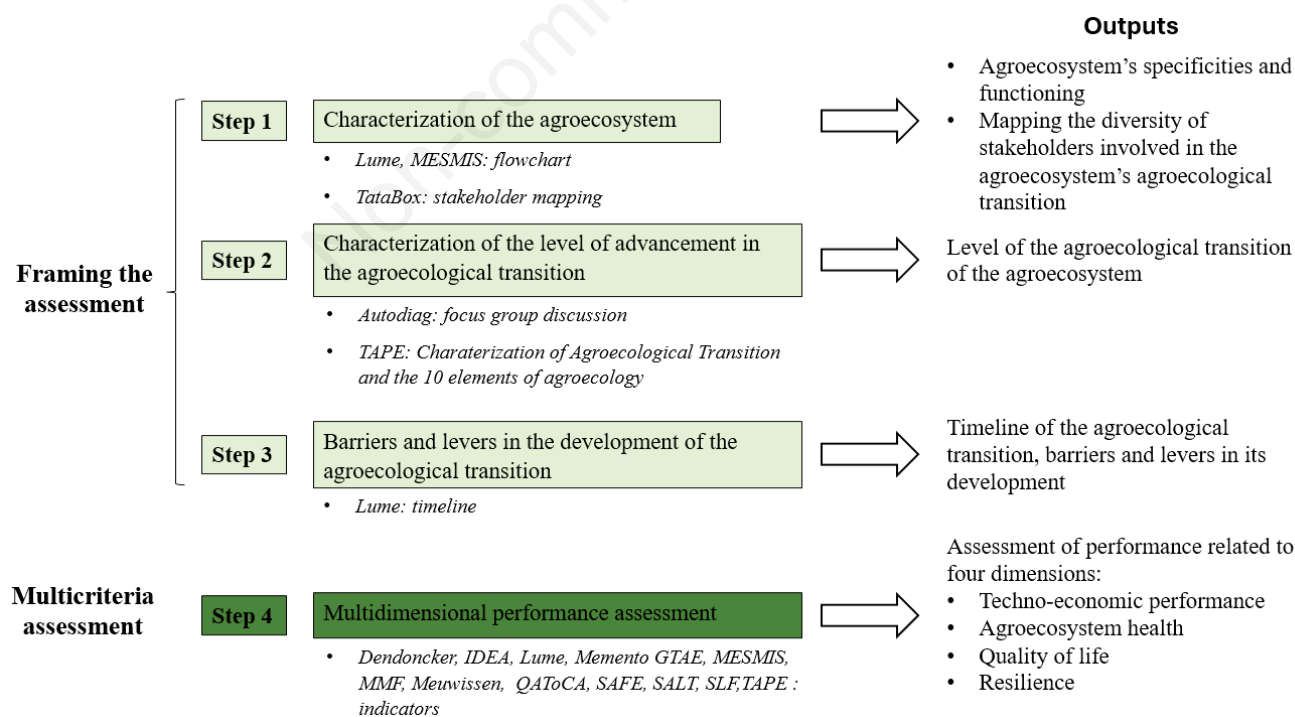 Outputs
Step 1
Characterization of the agroecosystem
• Lume, MESMIS: flowchart
• TataBox: stakeholder mapping
• Agroecosystem's specificities and
functioning
• Mapping the diversity of
stakeholders involved in the
agroecosystem's agroecological
transition
Framing the
assessment
Step 2
Characterization of the level of advancement in
the agroecological transition
• Autodiag: focus group discussion
• TAPE: Charaterization of Agroecological Transition
and the 10 elements of agroecology
Level of the agroecological transition
of the agroecosystem
Step 3
Barriers and levers in the development of the
agroecological transition
• Lume: timeline
Timeline of the agroecological
transition, barriers and levers in its
development
Multicriteria
assessment
Step 4
Multidimensional performance assessment
• Dendoncker, IDEA, Lume, Memento GTAE, MESMIS,
MMF, Meuwissen, QAToCA, SAFE, SALT, SLF,TAPE :
indicators
Assessment of performance related to
four dimensions:
• Techno-economic performance
• Agroecosystem health
• Quality of life
• Resilience